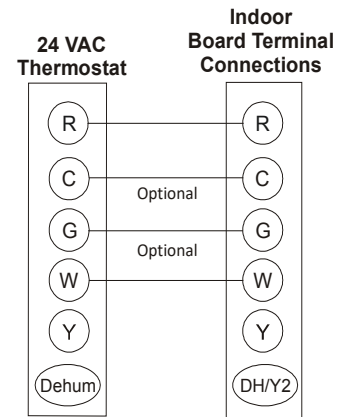 24 VAC
Thermostat
Indoor
Board Terminal
Connections
R
R
C
C
Optional
G
G
Optional
W
W
Y
Y
Dehum
DH/Y2